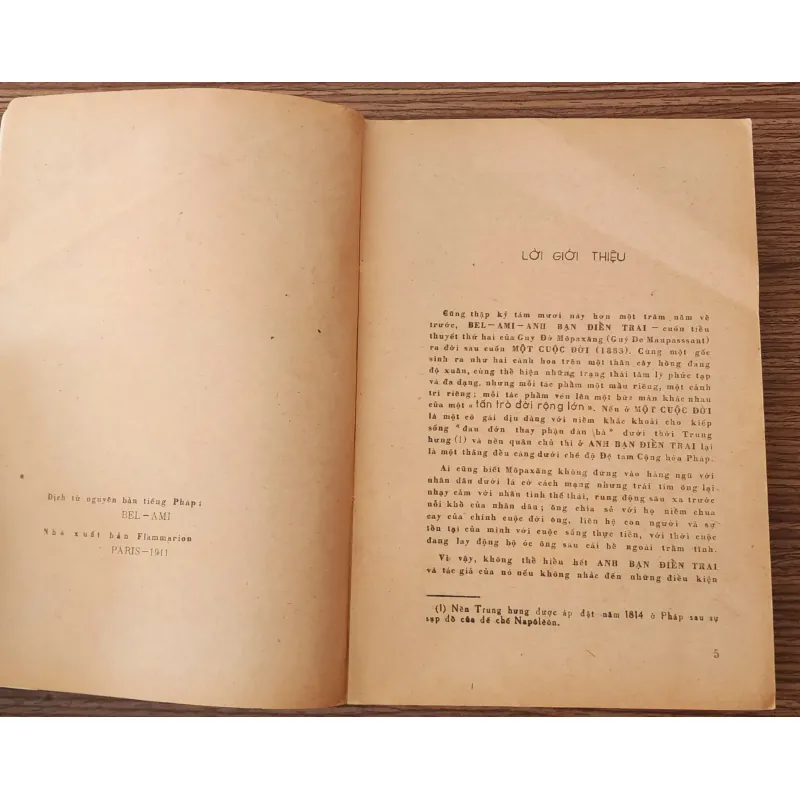 Dịch từ nguyên bản tiếng Pháp:
BEL-AMI
Nhà xuất bản Flammarion
PARIS-1941
LỜI GIỚI THIỆU
Cũng thập kỷ tám mươi này hơn một trăm năm về
trước, BEL-AMI-ANH BẠN ĐIỂN TRAI - cuốn tiểu
thuyết thứ hai của Guy Đờ Môpaxăng (Guý De Maupasssant)
ra đời sau cuốn MỘT CUỘC ĐỜI (1883). Cùng một gốc
sinh ra như hai cánh hoa trên một thân cây hồng đang
độ xuân, cùng thể hiện những trạng thái tâm lý phức tạp
và đa dạng, nhưng mỗi tác phẩm một mầu riêng, một cảnh
trí riêng; mỗi tác phẩm vén lên một bức màn khác nhau
của một «tấn trò đời rộng lớn». Nếu ở MỘT CUỘC ĐỜI
là một cô gái dịu dàng với niềm khắc khoải cho kiếp
sống "đau đớn thay phận đàn bà" dưới thời Trung
hưng (1) và nền quân chủ thì ở ANH BẠN ĐIỂN TRAI lại
là một thằng đểu cáng dưới chế độ Đệ tam Cộng hòa Pháp.
Ai cũng biết Môpaxăng không đứng vào hàng ngũ với
nhân dân dưới lá cờ cách mạng nhưng trái tim ông lại
nhạy cảm với nhân tình thế thái, rung động sâu xa trước
nỗi khổ của nhân dân; ông chia sẻ với họ niềm chua
cay của chính cuộc đời ông, liên hệ con người và sự
tồn tại của mình với cuộc sống thực tiễn, với thời cuộc
đang lay động bộ óc ông sau cái bề ngoài trầm tĩnh.
Vì vậy, không thể hiểu hết ANH BẠN ĐIỂN TRAI
và tác giả của nó nếu không nhắc đến những điều kiện
(1) Nền Trung hưng được áp đặt năm 1814 ở Pháp sau sự
sụp đổ của đế chế Napôlêôn.
5